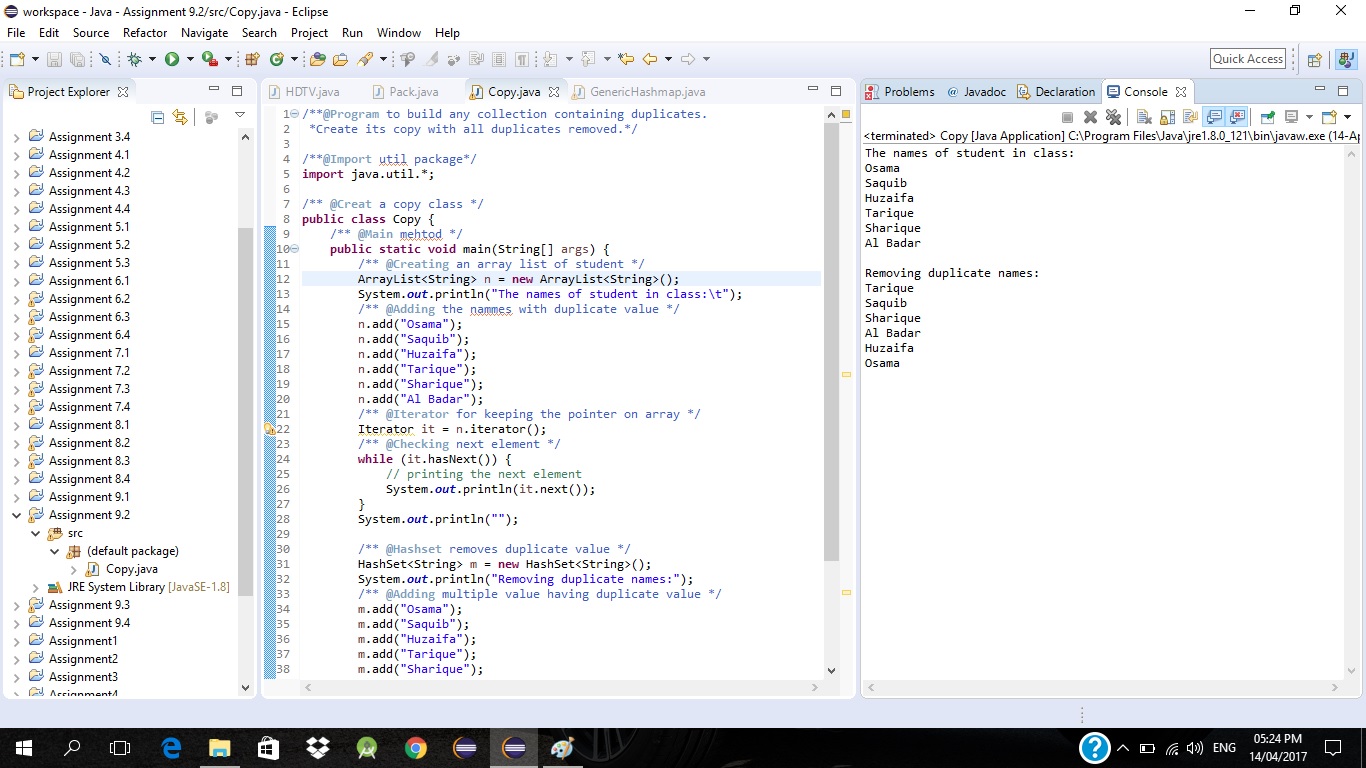 workspace - Java - Assignment 9.2/src/Copy.java - Eclipse
File Edit Source Refactor Navigate Search Project Run Window Help
Quick Access
Project Explorer
Assignment 3.4
Assignment 4.1
Assignment 4.2
Assignment 4.3
Assignment 4.4
Assignment 5.1
Assignment 5.2
Assignment 5.3
Assignment 6.1
Assignment 6.2
Assignment 6.3
Assignment 6.4
Assignment 7.1
Assignment 7.2
Assignment 7.3
Assignment 7.4
Assignment 8.1
Assignment 8.2
Assignment 8.3
Assignment 8.4
Assignment 9.1
Assignment 9.2
src
(default package)
Copy.java
JRE System Library [JavaSE-1.8]
Assignment 9.3
Assignment 9.4
Assignment1
Assignment2
Assignment3
Assignment4
HDTV.java Pack.java Copy.java GenericHashmap.java
1 /**@Program to build any collection containing duplicates.
2 *Create its copy with all duplicates removed.*/
3
4 /**@Import util package*/
5 import java.util.*;
6
7 /** @Creat a copy class */
8 public class Copy {
9 /** @Main mehtod */
10 public static void main(String[] args) {
11 /** @Creating an array list of student */
12 ArrayList<String> n = new ArrayList<String>();
13 System.out.println("The names of student in class:\t");
14 /** @Adding the nammes with duplicate value */
15 n.add("Osama");
16 n.add("Saquib");
17 n.add("Huzaifa");
18 n.add("Tarique");
19 n.add("Sharique");
20 n.add("Al Badar");
21 /** @Iterator for keeping the pointer on array */
22 Iterator it = n.iterator();
23 /** @Checking next element */
24 while (it.hasNext()) {
25 // printing the next element
26 System.out.println(it.next());
27 }
28 System.out.println("");
29
30 /** @Hashset removes duplicate value */
31 HashSet<String> m = new HashSet<String>();
32 System.out.println("Removing duplicate names:");
33 /** @Adding multiple value having duplicate value */
34 m.add("Osama");
35 m.add("Saquib");
36 m.add("Huzaifa");
37 m.add("Tarique");
38 m.add("Sharique");
Problems @ Javadoc Declaration Console
<terminated> Copy [Java Application] C:\Program Files\Java\jre1.8.0_121\bin\javaw.exe (14-Ap
The names of student in class:
Osama
Saquib
Huzaifa
Tarique
Sharique
Al Badar
Removing duplicate names:
Tarique
Saquib
Sharique
Al Badar
Huzaifa
Osama
ENG
05:24 PM
14/04/2017